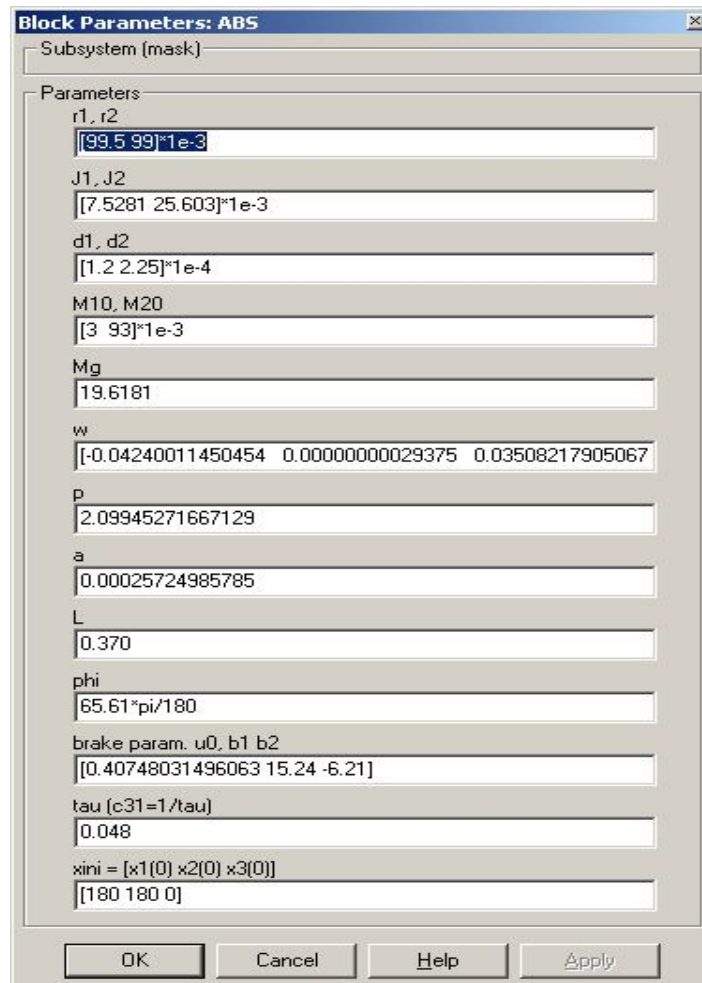 Block Parameters: ABS
Subsystem (mask)
Parameters
r1, r2
[99.5 99]*1e-3
J1, J2
[7.5281 25.603]*1e-3
d1, d2
[1.2 2.25]*1e-4
M10, M20
[3  93]*1e-3
Mg
19.6181
w
[-0.04240011450454   0.00000000029375   0.03508217905067
p
2.09945271667129
a
0.00025724985785
L
0.370
phi
65.61*pi/180
brake param. u0, b1 b2
[0.40748031496063 15.24 -6.21]
tau (c31=1/tau)
0.048
xini = [x1(0) x2(0) x3(0)]
[180 180 0]
OK Cancel Help Apply